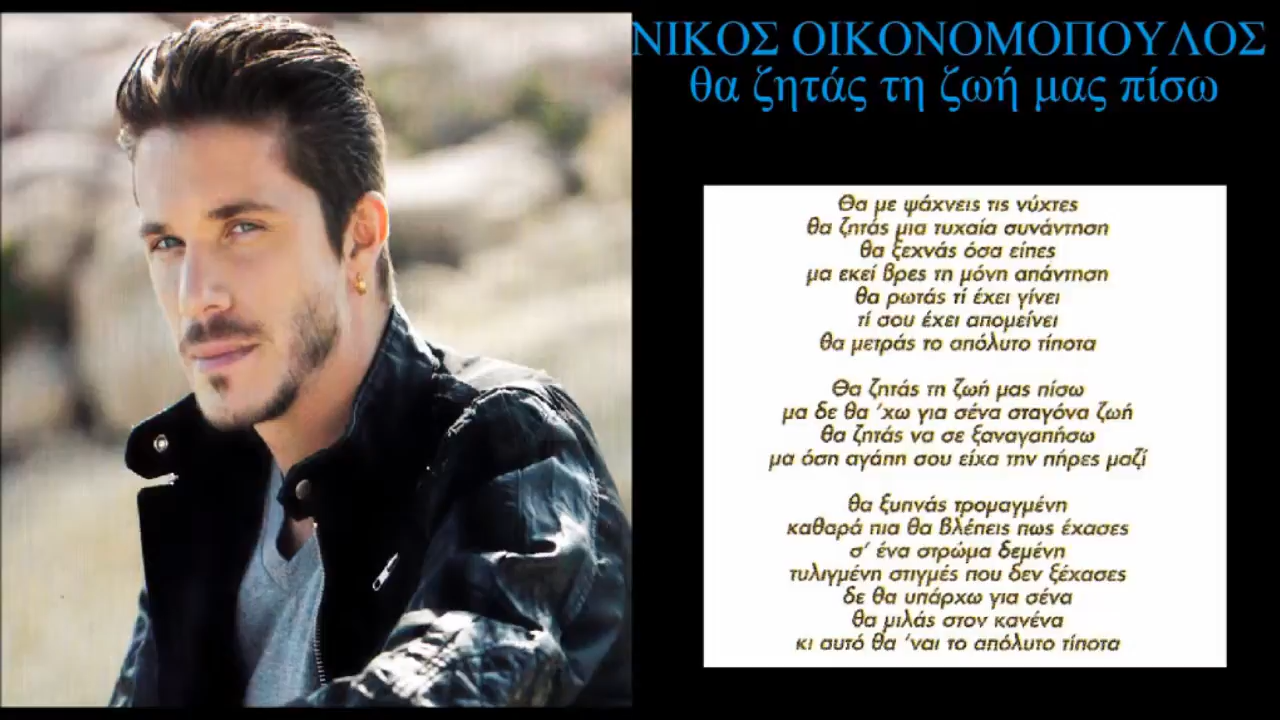 ΝΙΚΟΣ ΟΙΚΟΝΟΜΟΠΟΥΛΟΣ
θα ζητάς τη ζωή μας πίσω
Θα με ψάχνεις τις νύχτες
θα ζητάς μια τυχαία συνάντηση
θα ξεχνάς όσα είπες
μα εκεί βρες τη μόνη απάντηση
θα ρωτάς τί έχει γίνει
τί σου έχει απομείνει
θα μετράς το απόλυτο τίποτα
Θα ζητάς τη ζωή μας πίσω
μα δε θα ‘χω για σένα σταγόνα ζωή
θα ζητάς να σε ξαναγαπήσω
μα όση αγάπη σου είχα την πήρες μαζί
θα ξυπνάς τρομαγμένη
καθαρά πια θα βλέπεις πως έχασες
σ’ ένα στρώμα δεμένη
τυλιγμένη στιγμές που δεν ξέχασες
δε θα υπάρχω για σένα
θα μιλάς στον κανένα
κι αυτό θα ‘ναι το απόλυτο τίποτα